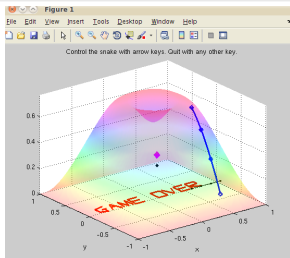 Figure 1
File Edit View Insert Tools Desktop Window Help
Control the snake with arrow keys. Quit with any other key.
0.6
0.4
0.2
0
1
0.5
0
-0.5
-1
y
-1
-0.5
0
0.5
1
x
GAME OVER